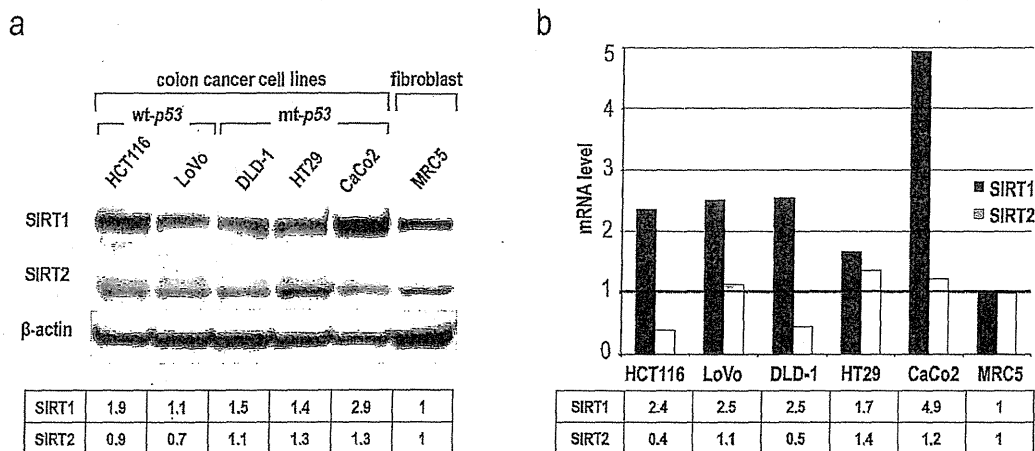 a
colon cancer cell lines fibroblast
wt-p53 mt-p53
HCT116 LoVo DLD-1 HT29 CaCo2 MRC5
SIRT1
SIRT2
β-actin
SIRT1 1.9 1.1 1.5 1.4 2.9 1
SIRT2 0.9 0.7 1.1 1.3 1.3 1
b
mRNA level
5
4
3
2
1
0
SIRT1
SIRT2
HCT116 LoVo DLD-1 HT29 CaCo2 MRC5
SIRT1 2.4 2.5 2.5 1.7 4.9 1
SIRT2 0.4 1.1 0.5 1.4 1.2 1